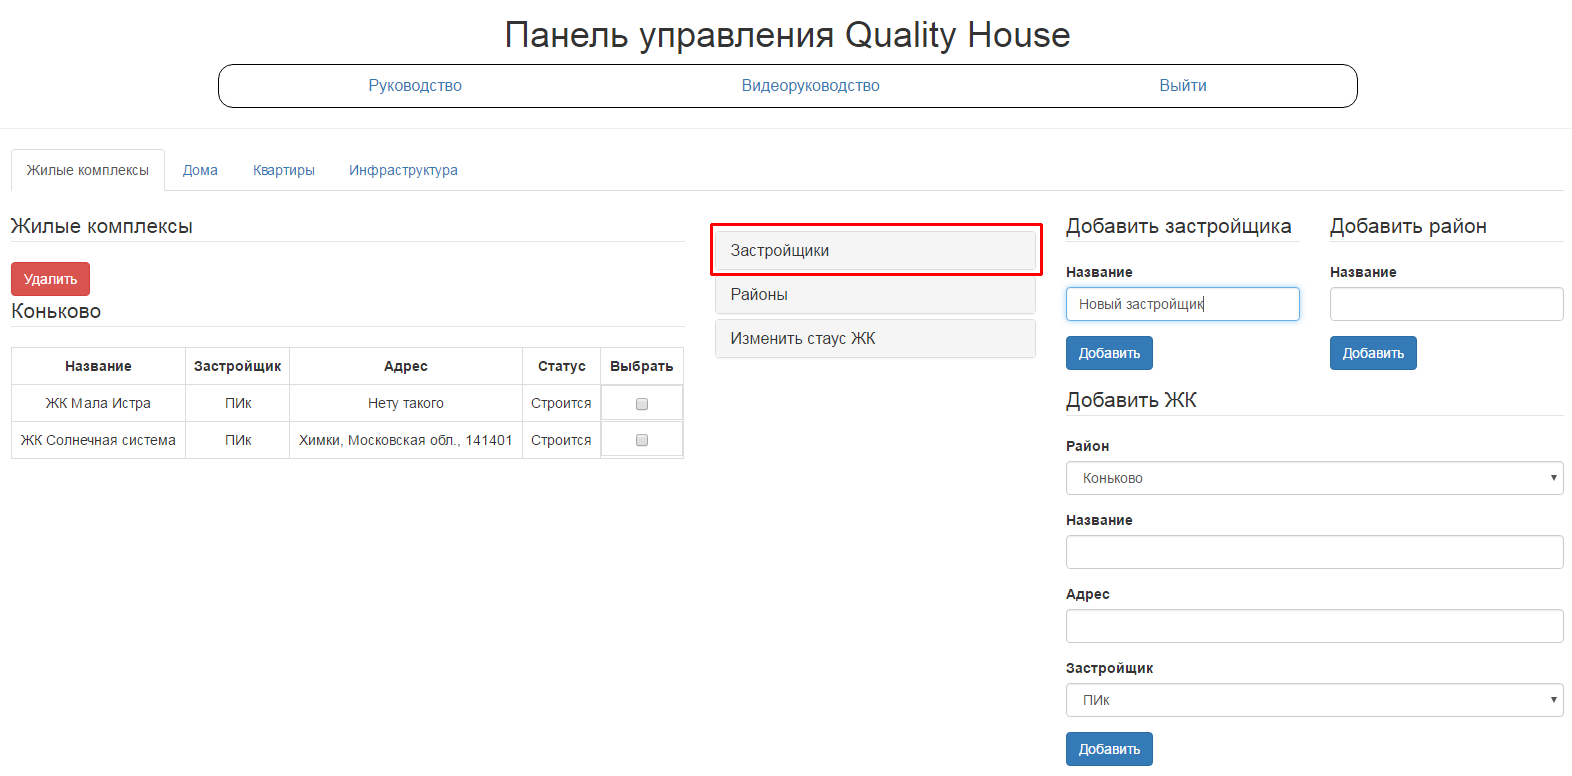 Панель управления Quality House
Руководство Видеоруководство Выйти
Жилые комплексы Дома Квартиры Инфраструктура
Жилые комплексы
Удалить
Коньково
Название Застройщик Адрес Статус Выбрать
ЖК Мала Истра ПИк Нету такого Строится
ЖК Солнечная система ПИк Химки, Московская обл., 141401 Строится
Застройщики
Районы
Изменить стаус ЖК
Добавить застройщика
Название
Новый застройщик
Добавить
Добавить район
Название
Добавить
Добавить ЖК
Район
Коньково
Название
Адрес
Застройщик
ПИк
Добавить